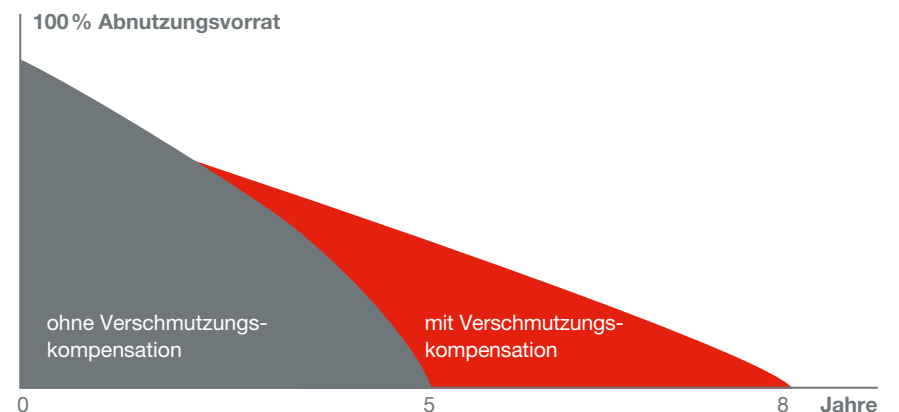 100 % Abnutzungsvorrat
ohne Verschmutzungs-
kompensation
mit Verschmutzungs-
kompensation
0 5 8 Jahre